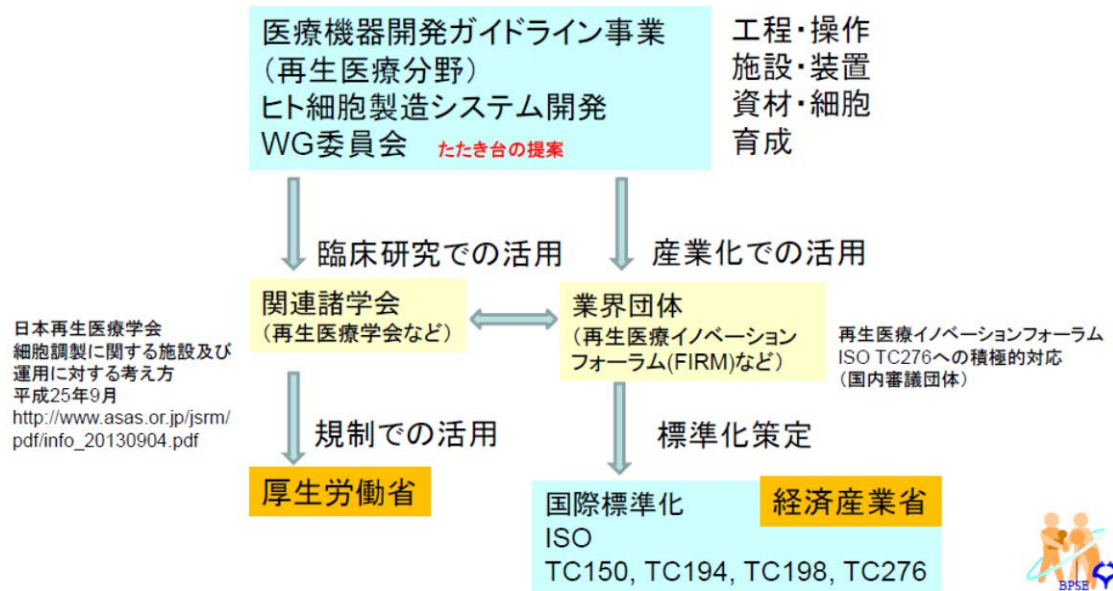 医療機器開発ガイドライン事業
（再生医療分野）
ヒト細胞製造システム開発
WG委員会 たたき台の提案
工程・操作
施設・装置
資材・細胞
育成
臨床研究での活用
産業化での活用
関連諸学会
（再生医療学会など）
業界団体
（再生医療イノベーション
フォーラム(FIRM)など）
日本再生医療学会
細胞調製に関する施設及び
運用に対する考え方
平成25年9月
http://www.asas.or.jp/jsrm/
pdf/info_20130904.pdf
再生医療イノベーションフォーラム
ISO TC276への積極的対応
（国内審議団体）
規制での活用
標準化策定
厚生労働省
経済産業省
国際標準化
ISO
TC150, TC194, TC198, TC276
BPSE